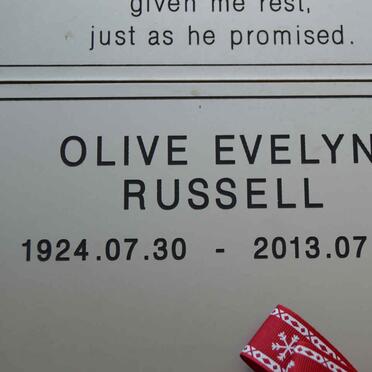 given me rest,
just as he promised.
OLIVE EVELYN
RUSSELL
1924.07.30 - 2013.07